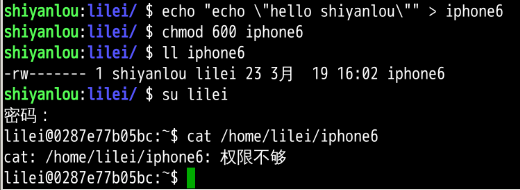 shiyanlou:lilei/ $ echo "echo \"hello shiyanlou\"" > iphone6
shiyanlou:lilei/ $ chmod 600 iphone6
shiyanlou:lilei/ $ ll iphone6
-rw------- 1 shiyanlou lilei 23 3月  19 16:02 iphone6
shiyanlou:lilei/ $ su lilei
密码：
lilei@0287e77b05bc:~$ cat /home/lilei/iphone6
cat: /home/lilei/iphone6: 权限不够
lilei@0287e77b05bc:~$